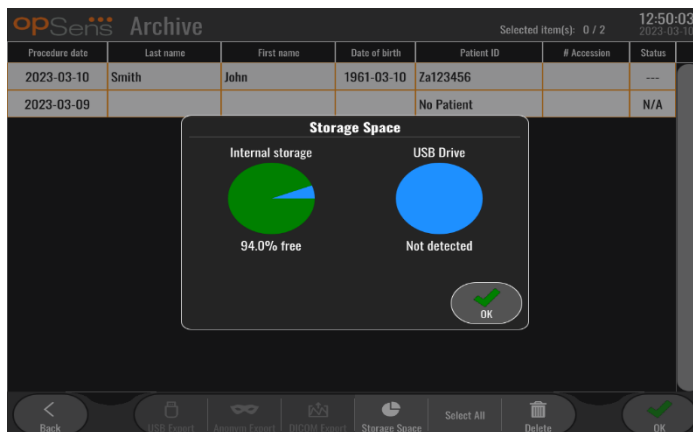 opSens Archive Selected item(s): 0 / 2 12:50:03
2023-03-10
Procedure date Last name First name Date of birth Patient ID # Accession Status
2023-03-10 Smith John 1961-03-10 Za123456 ---
2023-03-09 No Patient N/A
Storage Space
Internal storage USB Drive
94.0% free Not detected
OK
Back USB Export Anonym Export DICOM Export Storage Space Select All Delete OK